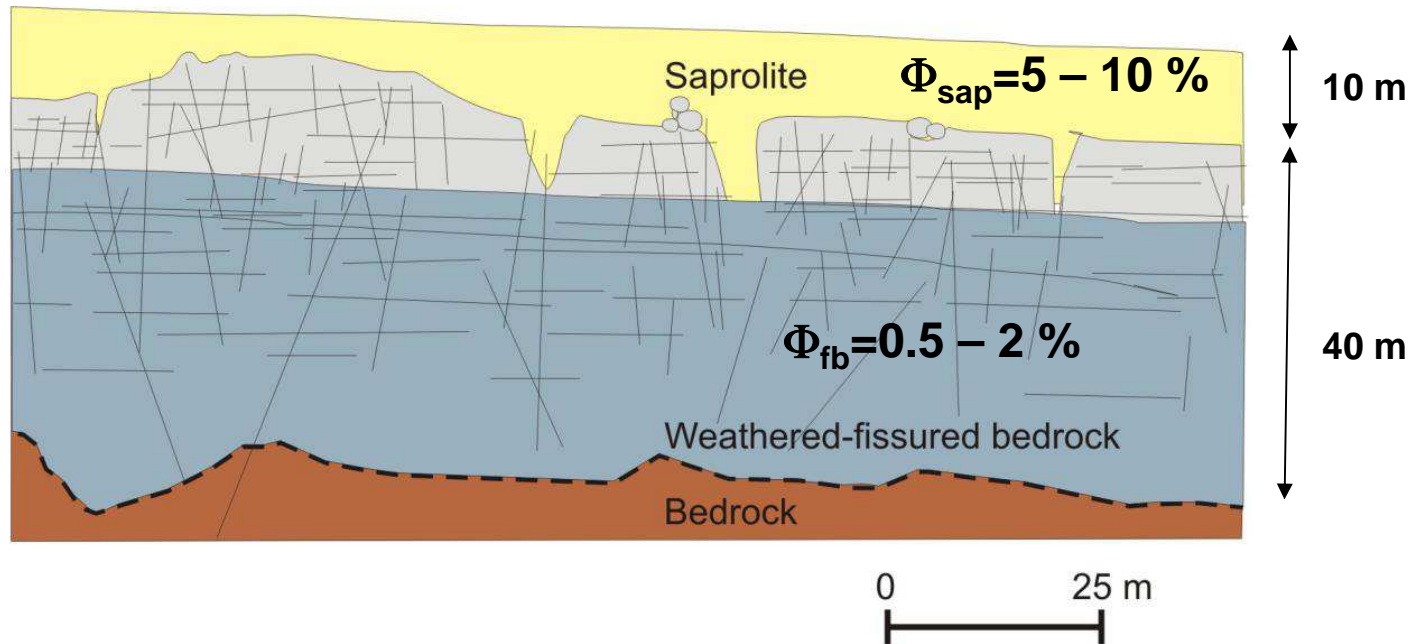 Saprolite
Φsap=5 – 10 %
10 m
Φfb=0.5 – 2 %
40 m
Weathered-fissured bedrock
Bedrock
0 25 m